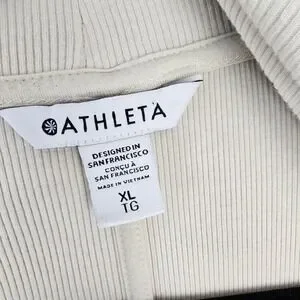 ATHLETA
DESIGNED IN
SAN FRANCISCO
CONÇU À
SAN FRANCISCO
MADE IN VIETNAM
XL
TG